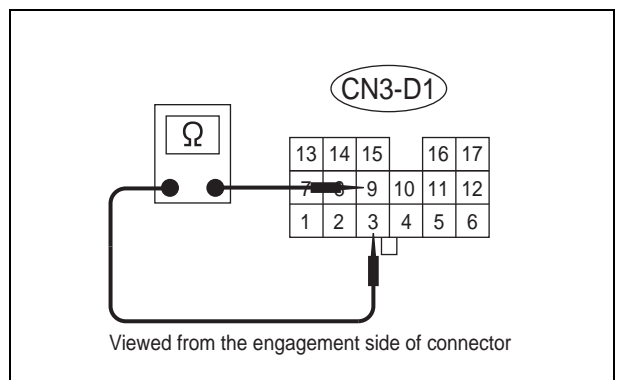 CN3-D1
Ω
13 14 15 16 17
7 8 9 10 11 12
1 2 3 4 5 6
Viewed from the engagement side of connector